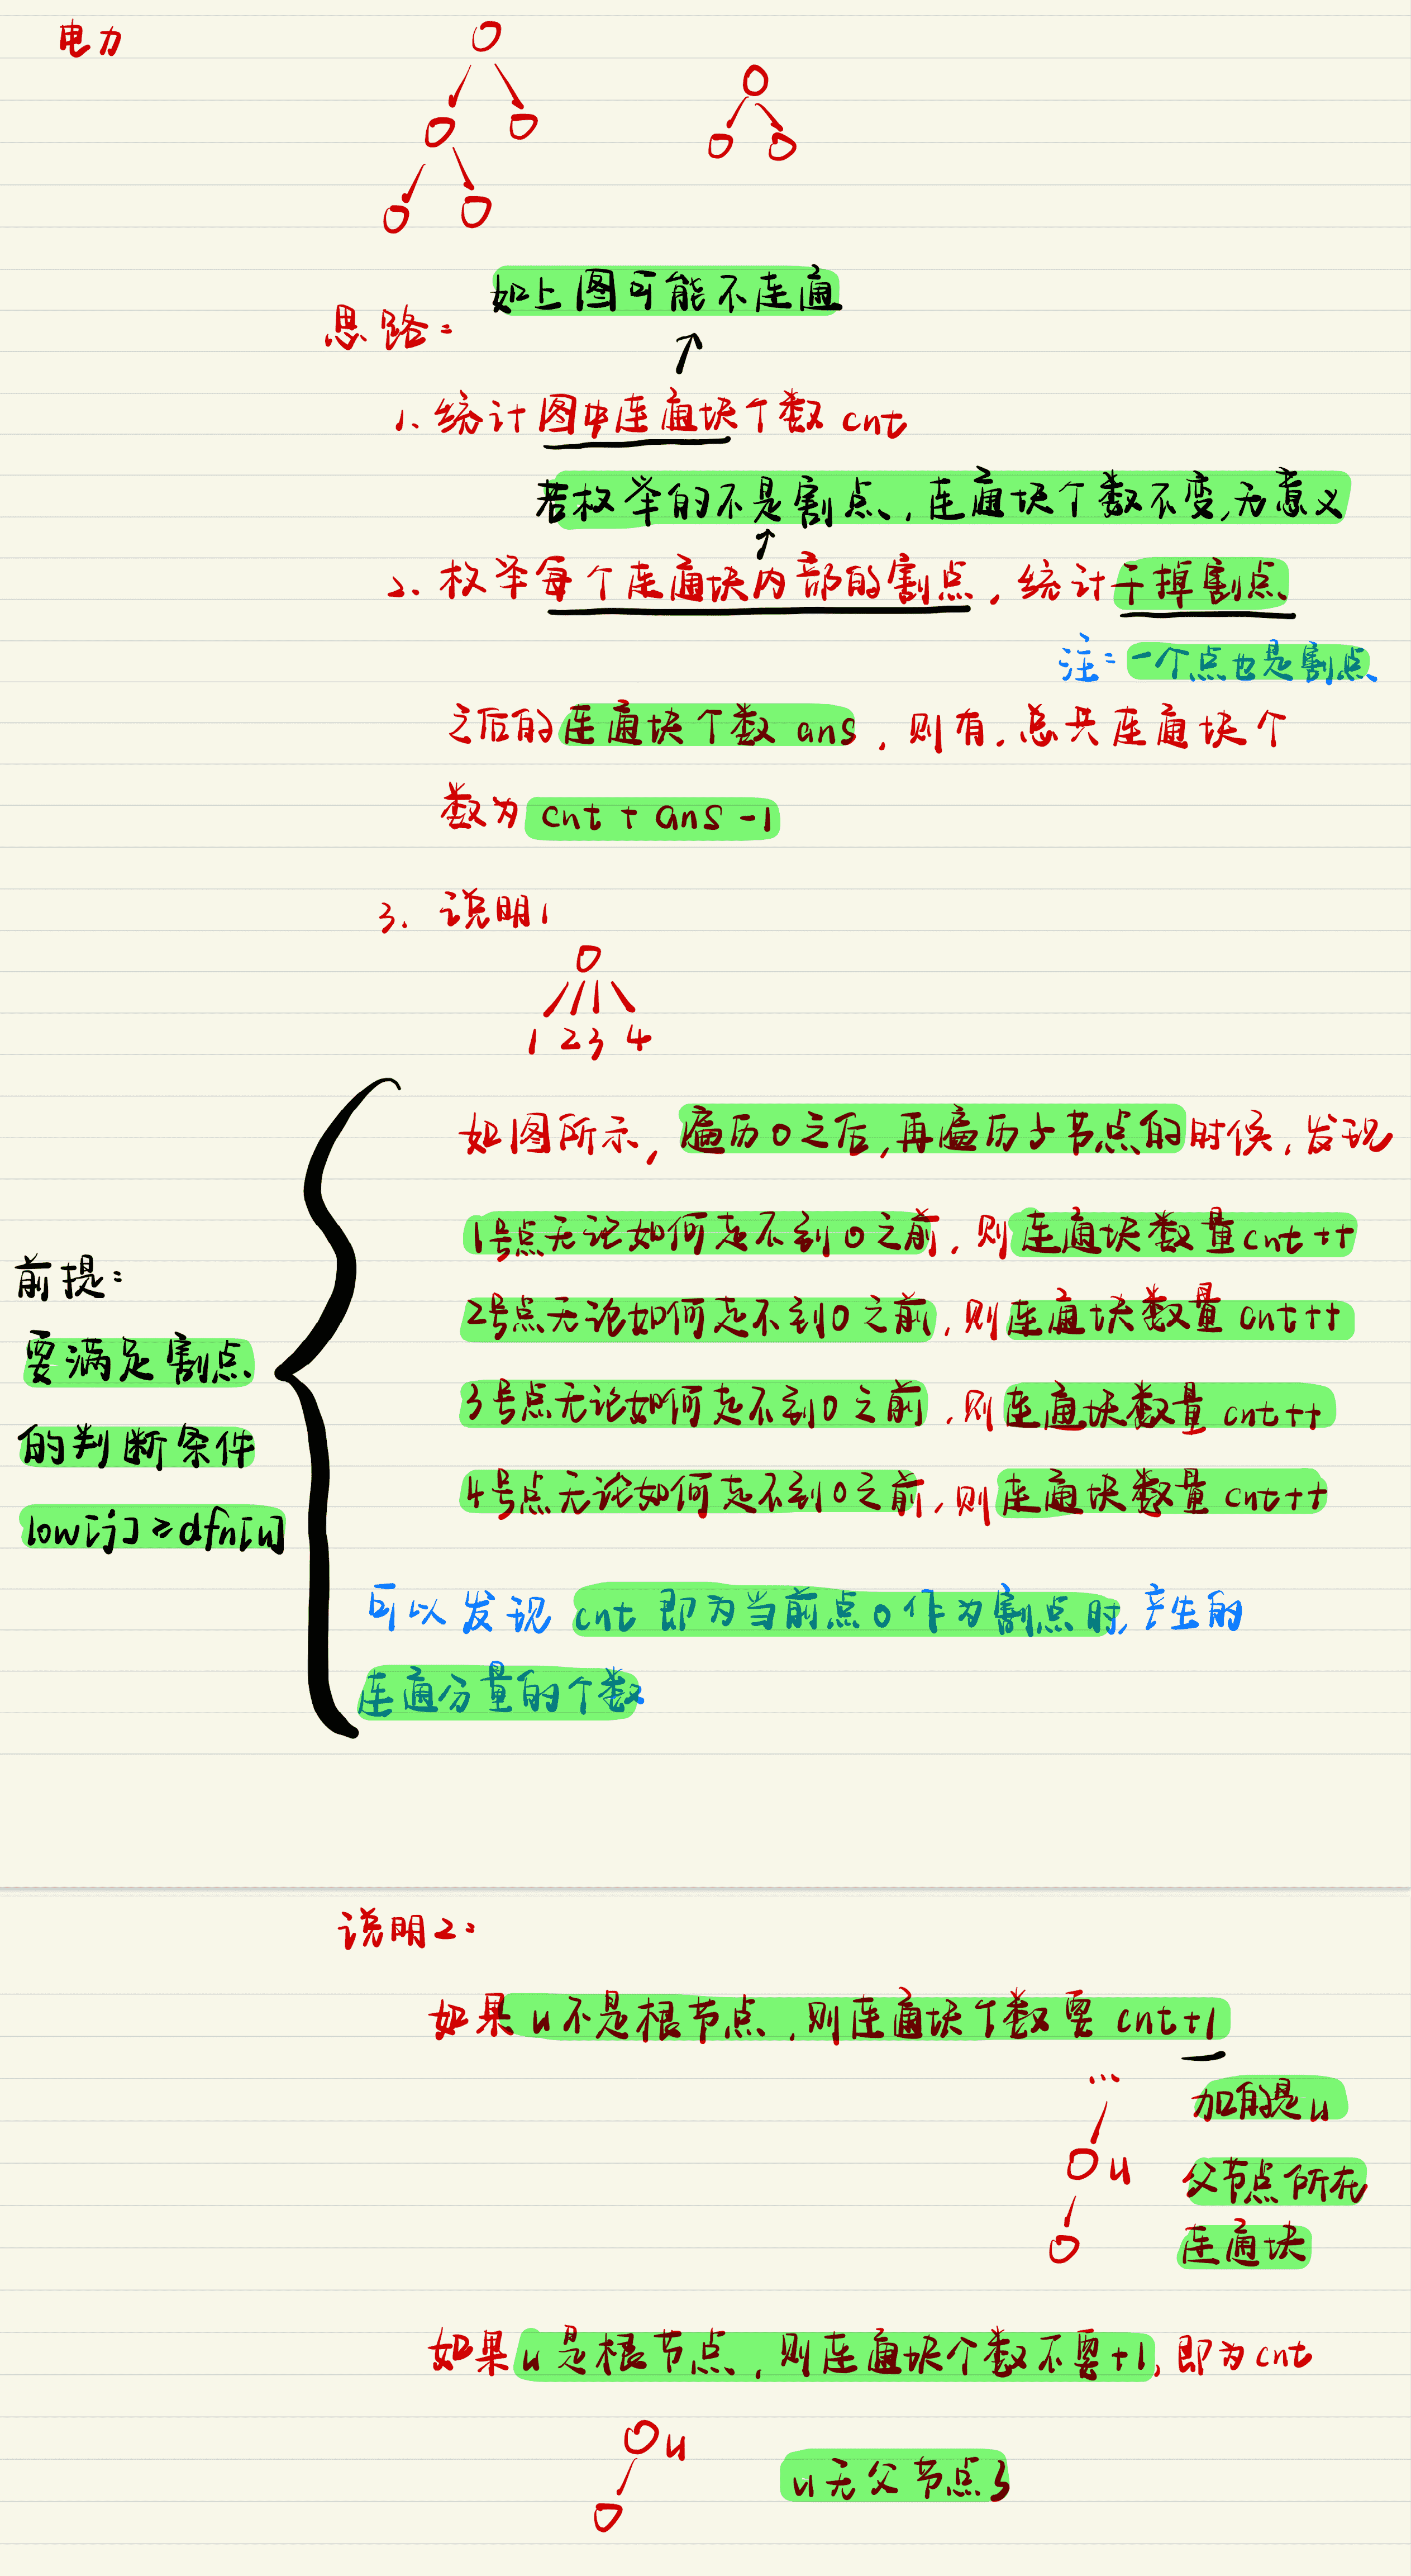 电力
如上图可能不连通
思路:
1. 统计图中连通块个数 cnt
若枚举的不是割点,连通块个数不变,无意义
2. 枚举每个连通块内部的割点,统计干掉割点
注: 一个点也是割点
之后的连通块个数 ans,则有,总共连通块个
数为 cnt + ans -1
3. 说明1
0
1 2 3 4
如图所示,遍历0之后,再遍历子节点的时候,发现
1号点无论如何走不到0之前,则连通块数量cnt++
2号点无论如何走不到0之前,则连通块数量 cnt++
3号点无论如何走不到0之前,则连通块数量 cnt++
4号点无论如何走不到0之前,则连通块数量 cnt++
前提:
要满足割点
的判断条件
low[j] ≥ dfn[u]
可以发现 cnt 即为当前点0作为割点时,产生的
连通分量的个数
说明2:
如果u不是根节点,则连通块个数要 cnt+1
...
加的是u
u
父节点所在
连通块
如果u是根节点,则连通块个数不要+1,即为cnt
u
u无父节点了